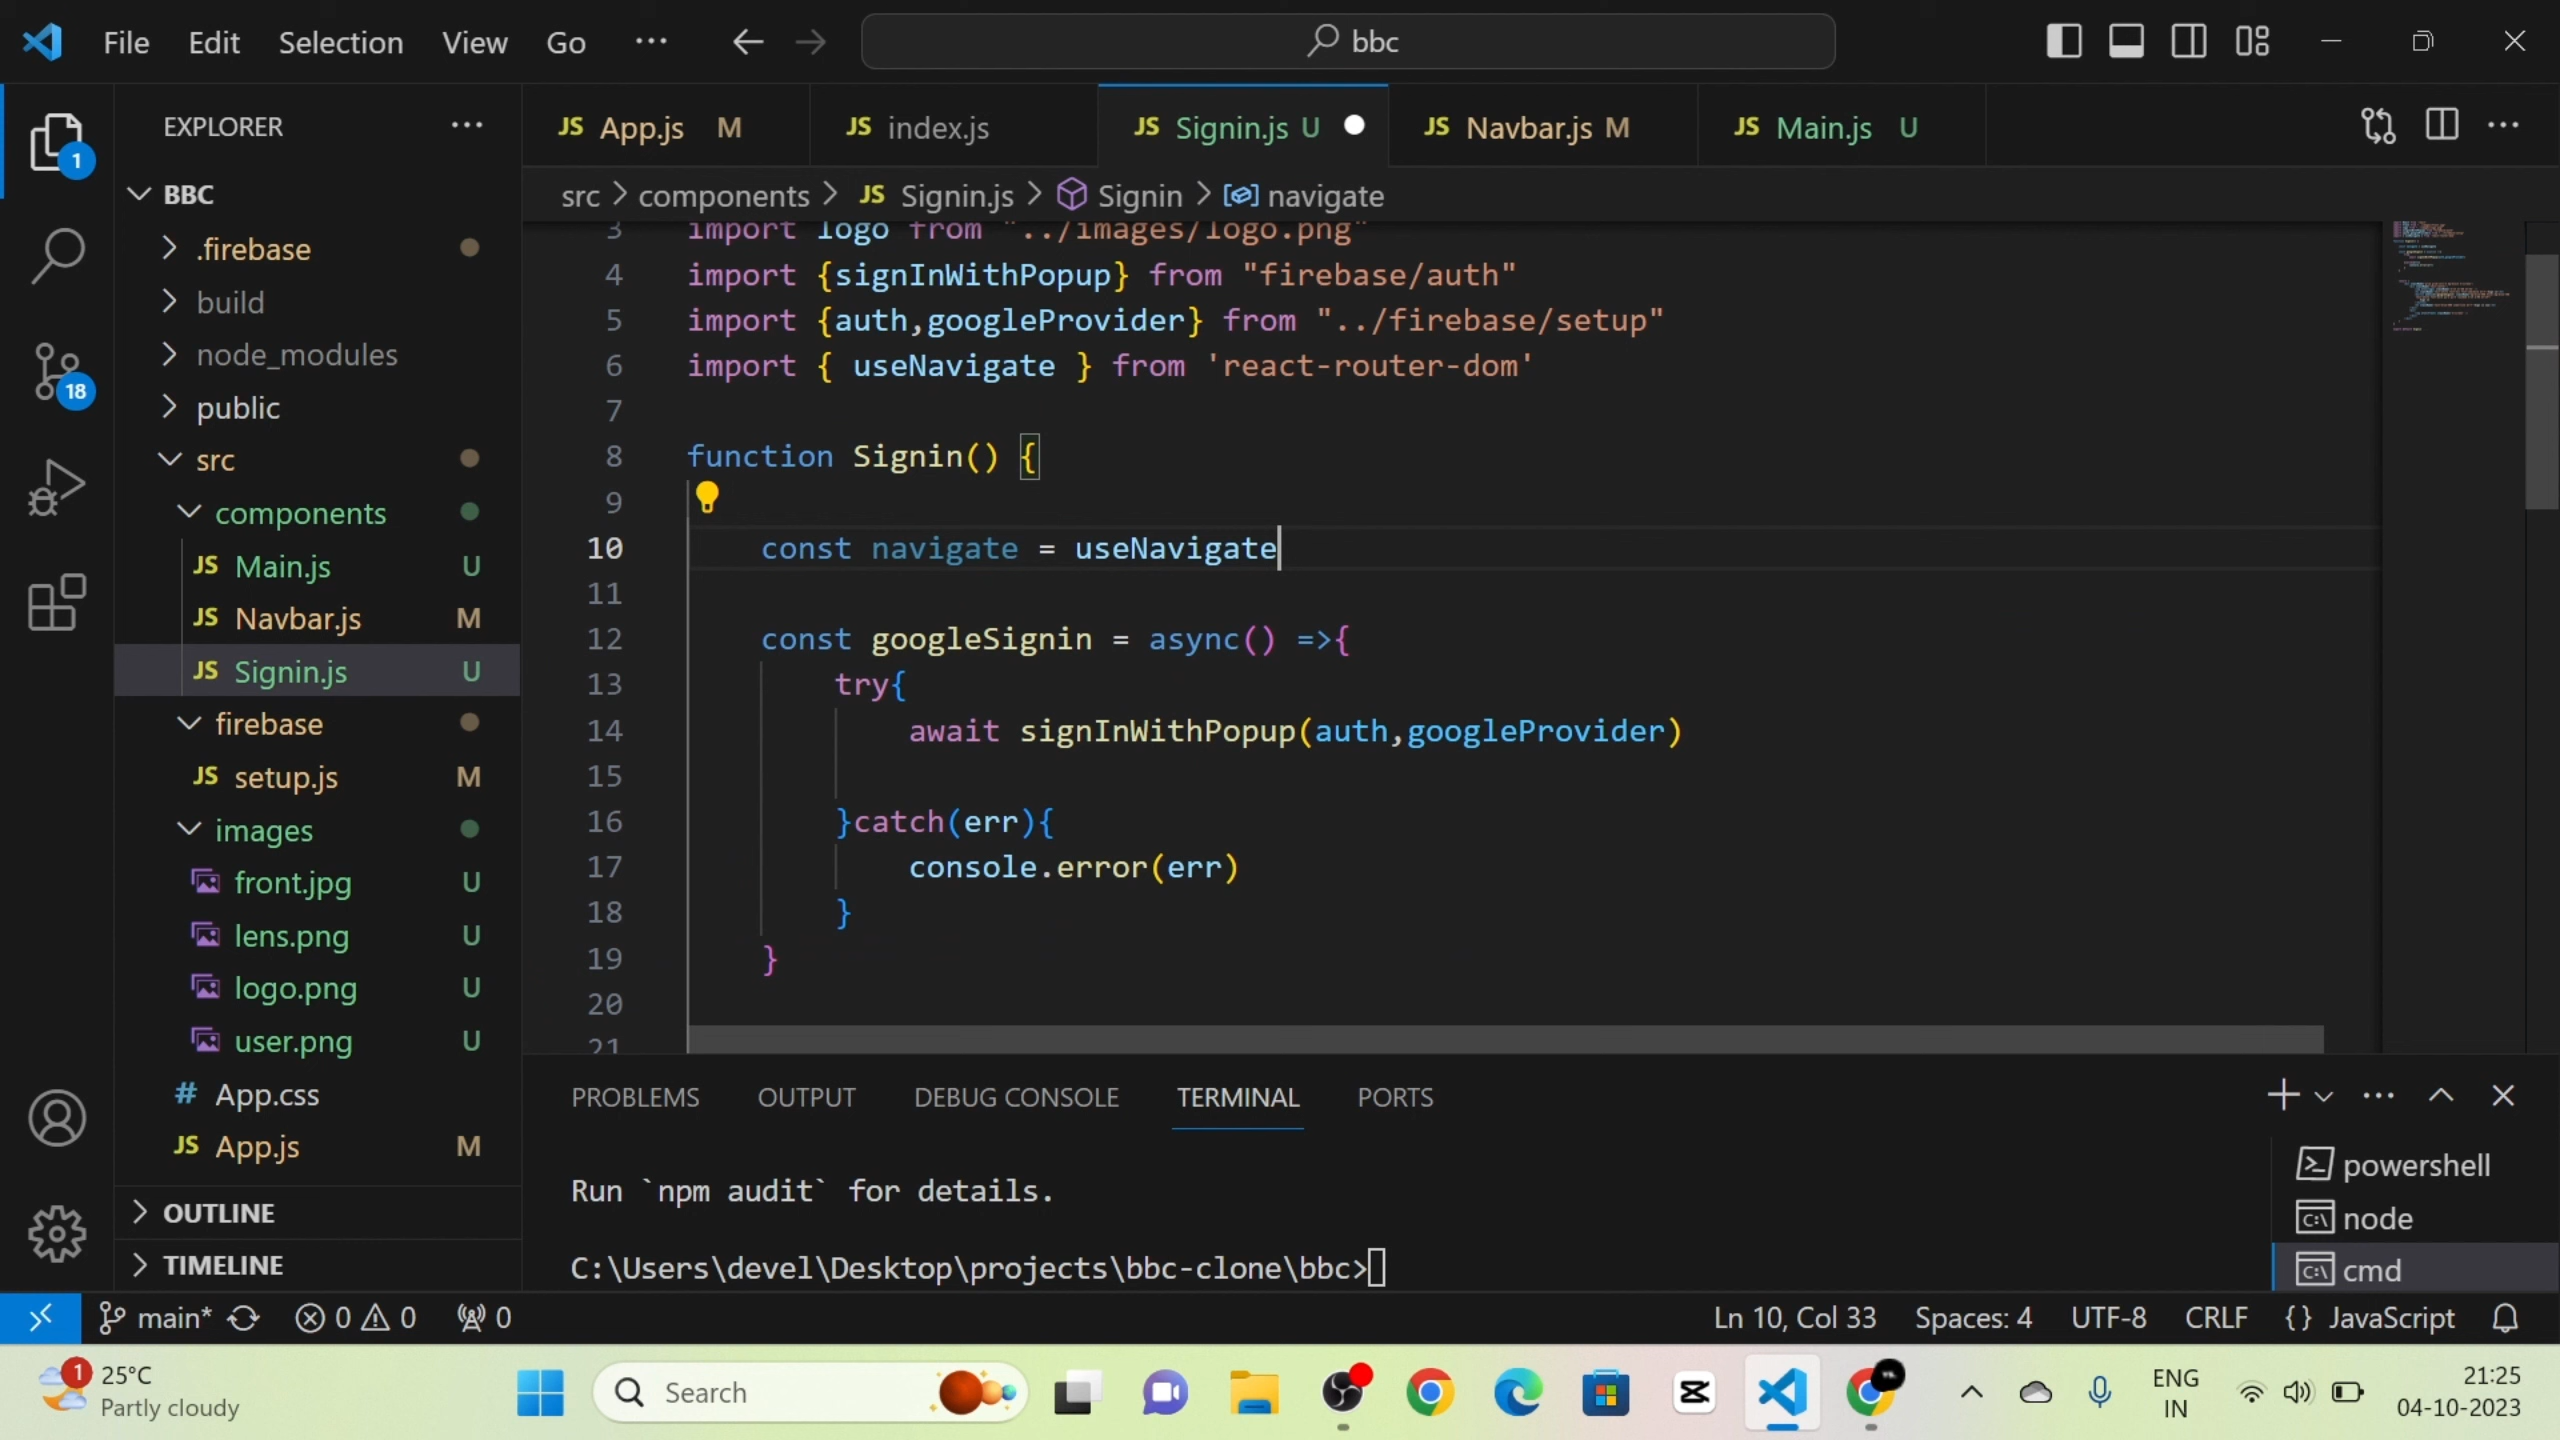 File Edit Selection View Go ... bbc
EXPLORER ...
JS App.js M
JS index.js
JS Signin.js U
JS Navbar.js M
JS Main.js U
src > components > JS Signin.js > Signin > navigate
1
18
BBC
.firebase
build
node_modules
public
src
components
JS Main.js U
JS Navbar.js M
JS Signin.js U
firebase
JS setup.js M
images
front.jpg U
lens.png U
logo.png U
user.png U
# App.css
JS App.js M
OUTLINE
TIMELINE
3 import logo from "../images/logo.png"
4 import {signInWithPopup} from "firebase/auth"
5 import {auth,googleProvider} from "../firebase/setup"
6 import { useNavigate } from 'react-router-dom'
7
8 function Signin() {
9
10 const navigate = useNavigate
11
12 const googleSignin = async() =>{
13 try{
14 await signInWithPopup(auth,googleProvider)
15
16 }catch(err){
17 console.error(err)
18 }
19 }
20
21
PROBLEMS OUTPUT DEBUG CONSOLE TERMINAL PORTS
Run `npm audit` for details.
C:\Users\devel\Desktop\projects\bbc-clone\bbc>
powershell
node
cmd
main* 0 0 0
Ln 10, Col 33 Spaces: 4 UTF-8 CRLF {} JavaScript
1
25°C
Partly cloudy
Search
ENG
IN
21:25
04-10-2023